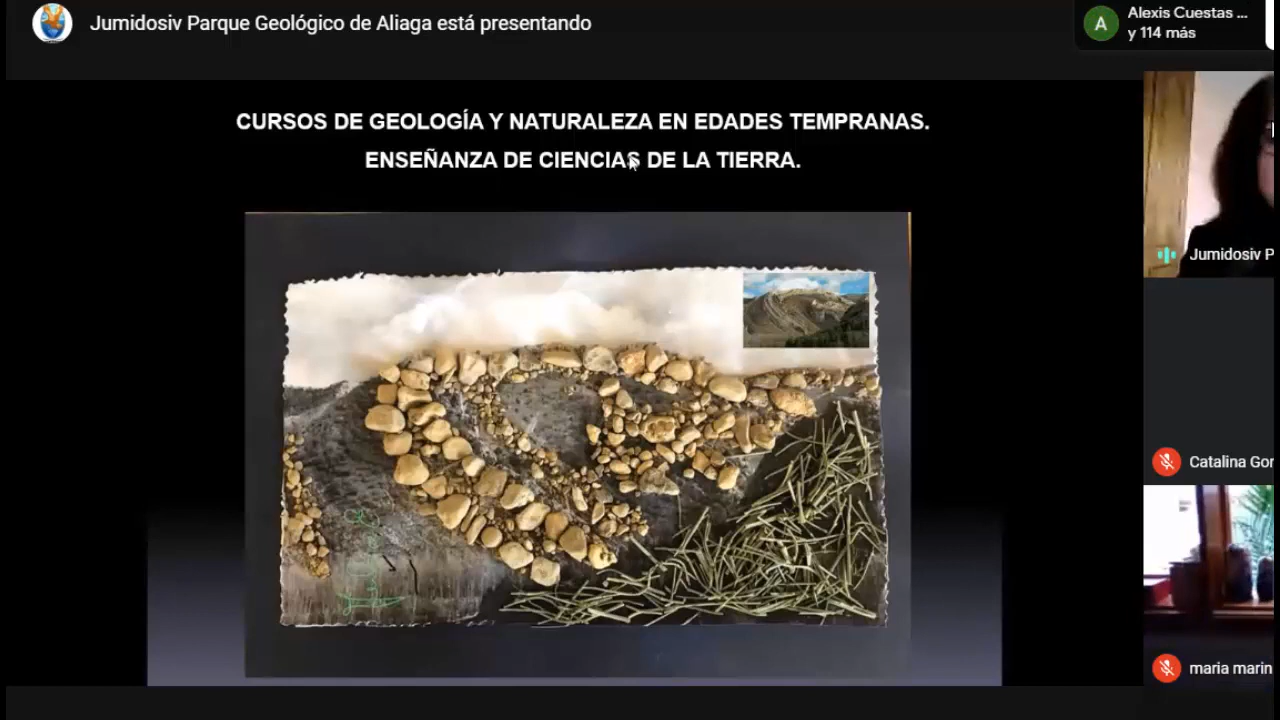 Jumidosiv Parque Geológico de Aliaga está presentando
A
Alexis Cuestas ...
y 114 más
CURSOS DE GEOLOGÍA Y NATURALEZA EN EDADES TEMPRANAS.
ENSEÑANZA DE CIENCIAS DE LA TIERRA.
Jumidosiv P
Catalina Gor
maria marin